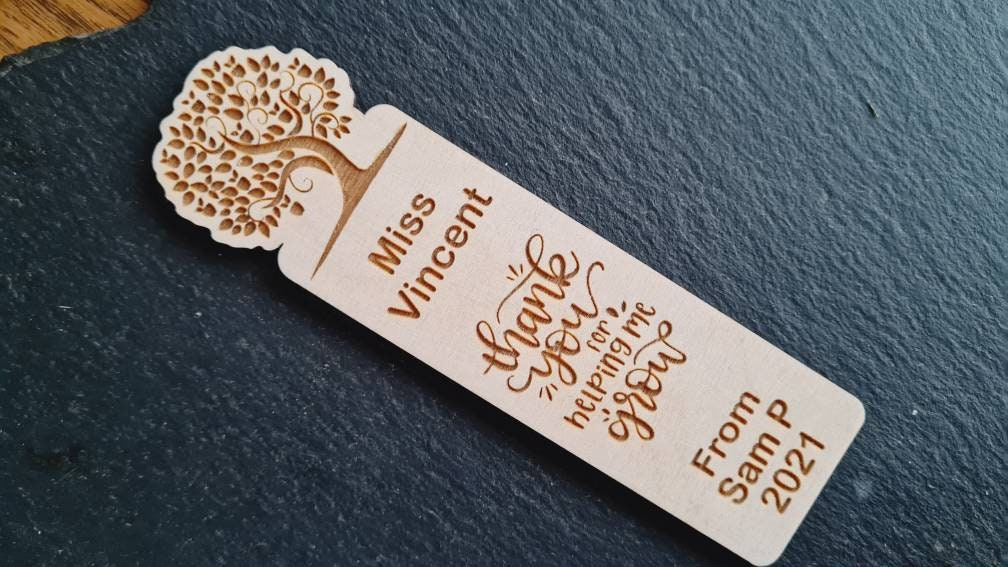 Miss
Vincent
thank
you
for
helping me
grow
From
Sam P
2021